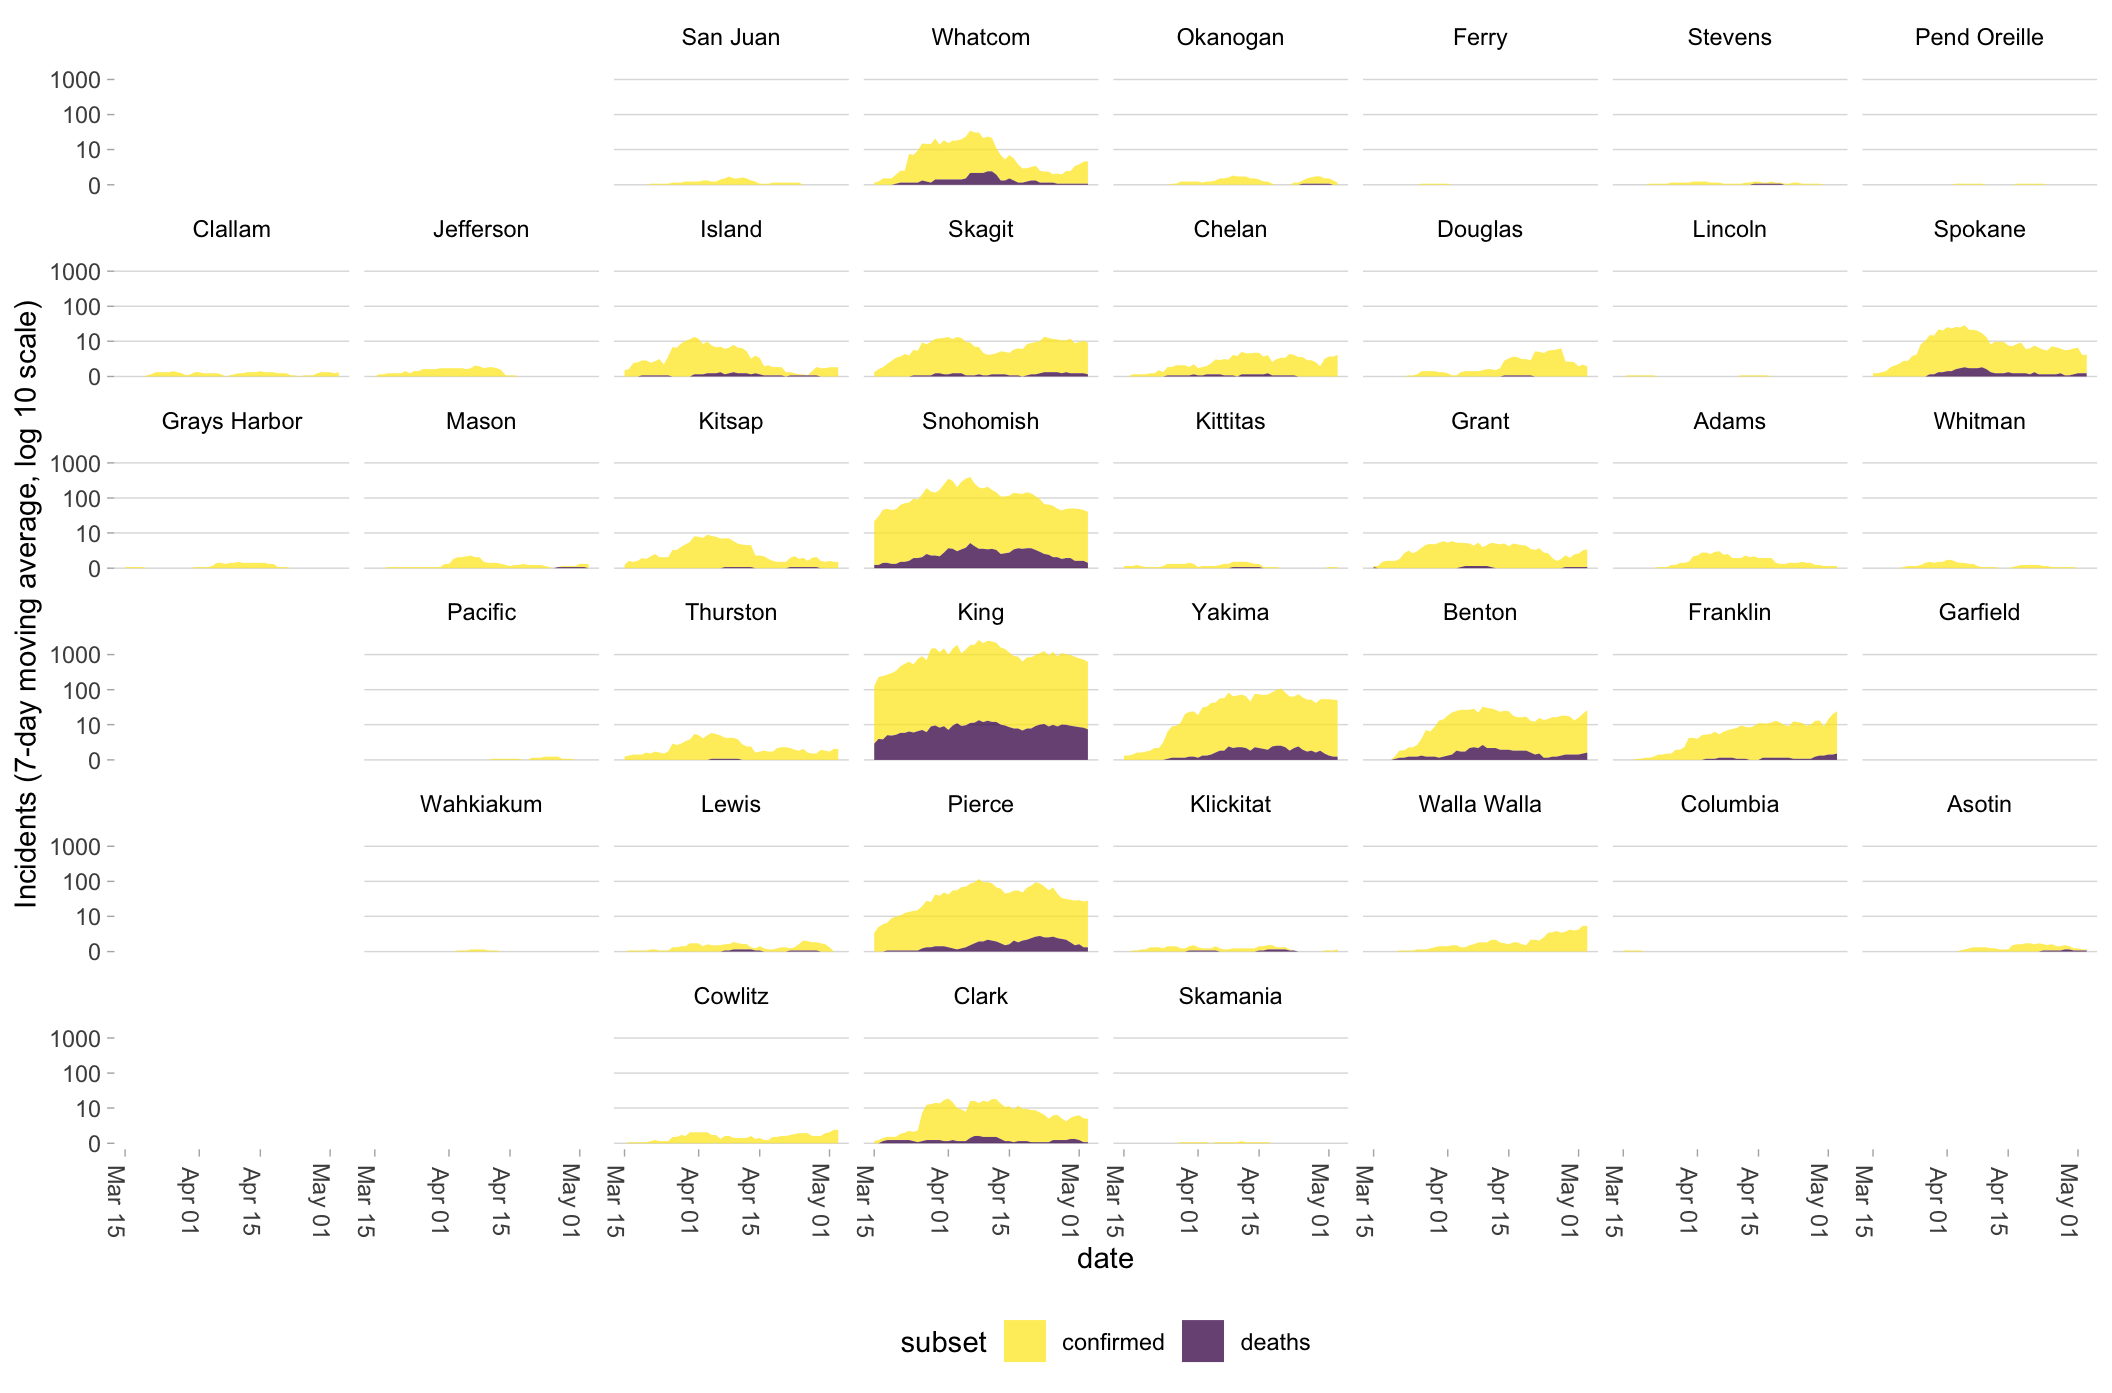 San Juan Whatcom Okanogan Ferry Stevens Pend Oreille
1000
100
10
0
Clallam Jefferson Island Skagit Chelan Douglas Lincoln Spokane
1000
100
10
0
Grays Harbor Mason Kitsap Snohomish Kittitas Grant Adams Whitman
1000
100
10
0
Pacific Thurston King Yakima Benton Franklin Garfield
1000
100
10
0
Wahkiakum Lewis Pierce Klickitat Walla Walla Columbia Asotin
1000
100
10
0
Cowlitz Clark Skamania
1000
100
10
0
Incidents (7-day moving average, log 10 scale)
Mar 15 Apr 01 Apr 15 May 01 Mar 15 Apr 01 Apr 15 May 01 Mar 15 Apr 01 Apr 15 May 01 Mar 15 Apr 01 Apr 15 May 01 Mar 15 Apr 01 Apr 15 May 01 Mar 15 Apr 01 Apr 15 May 01 Mar 15 Apr 01 Apr 15 May 01 Mar 15 Apr 01 Apr 15 May 01
date
subset confirmed deaths